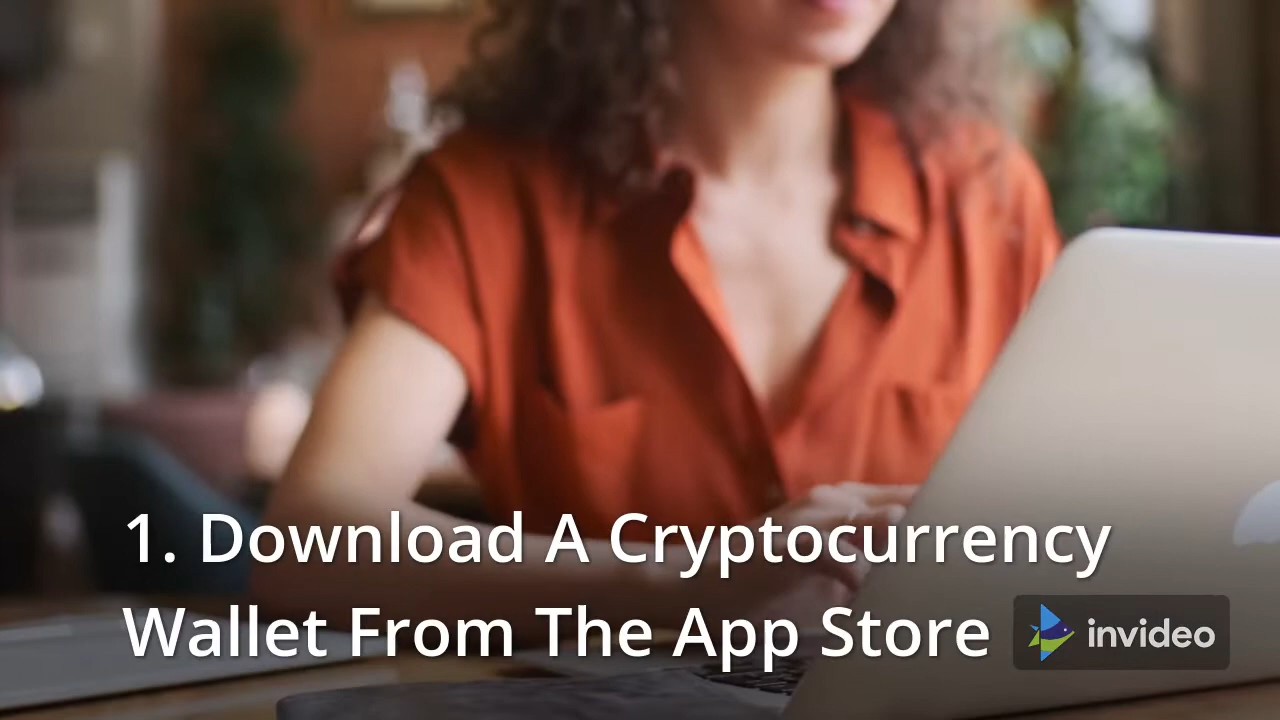 1. Download A Cryptocurrency
Wallet From The App Store
invideo